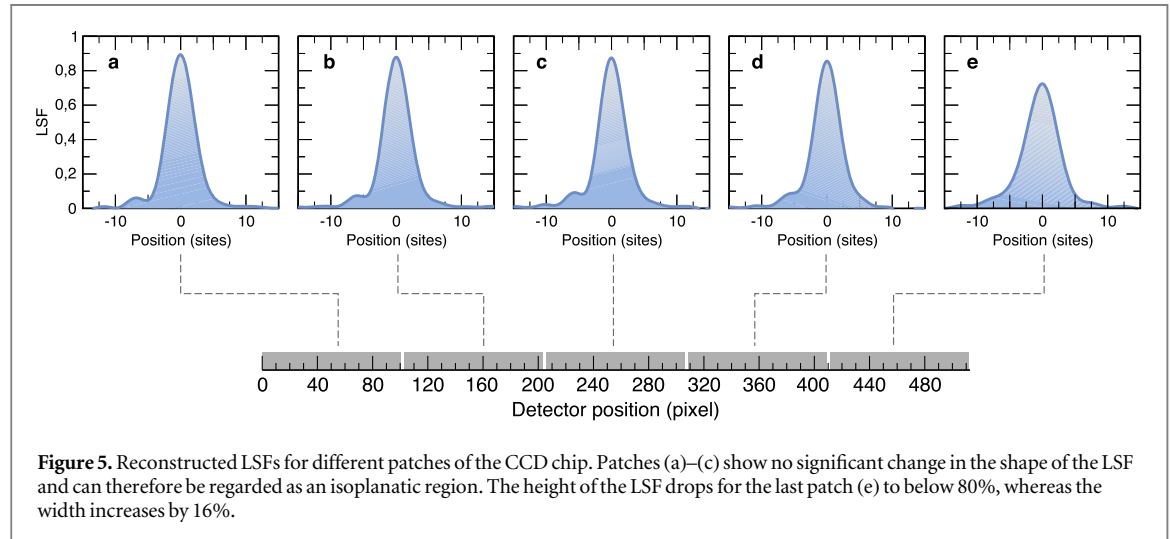 a b c d e
1
0,8
0,6
0,4
0,2
0
LSF
-10 0 10 -10 0 10 -10 0 10 -10 0 10 -10 0 10
Position (sites) Position (sites) Position (sites) Position (sites) Position (sites)
0 40 80 120 160 200 240 280 320 360 400 440 480
Detector position (pixel)
Figure 5. Reconstructed LSFs for different patches of the CCD chip. Patches (a)–(c) show no significant change in the shape of the LSF
and can therefore be regarded as an isoplanatic region. The height of the LSF drops for the last patch (e) to below 80%, whereas the
width increases by 16%.